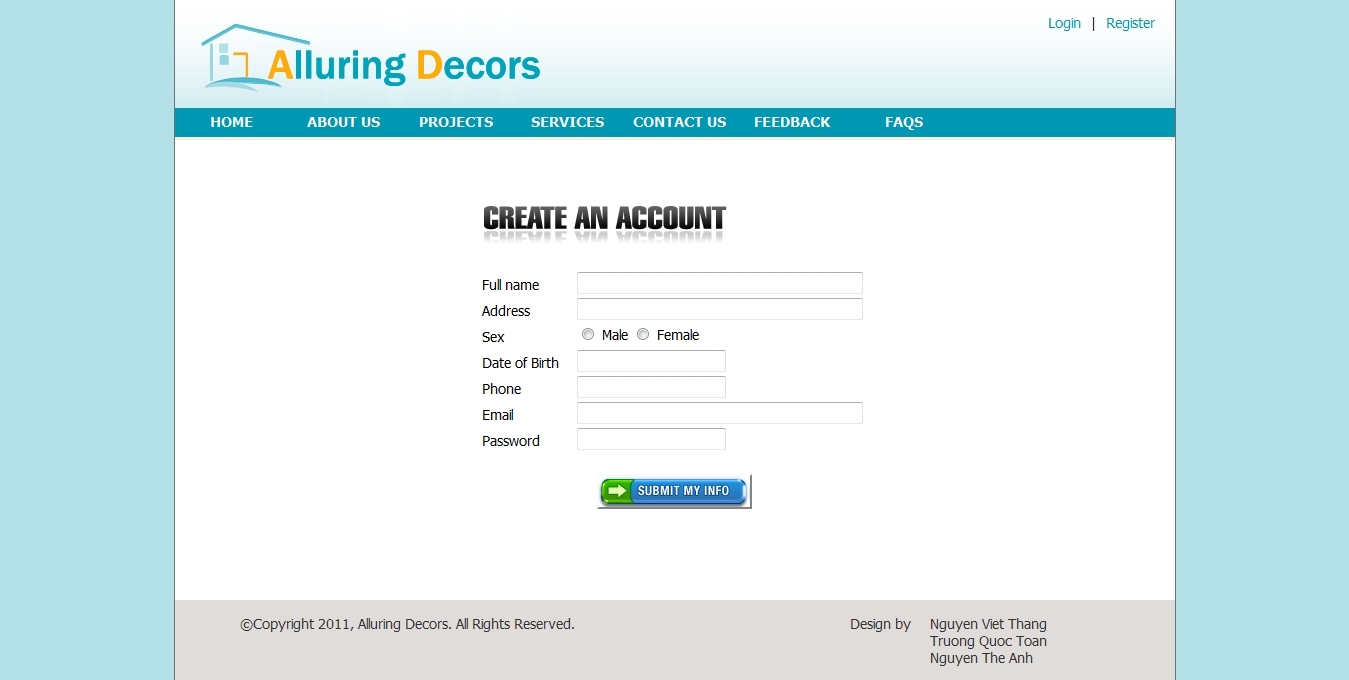 Login | Register
Alluring Decors
HOME ABOUT US PROJECTS SERVICES CONTACT US FEEDBACK FAQS
CREATE AN ACCOUNT
Full name
Address
Sex Male Female
Date of Birth
Phone
Email
Password
SUBMIT MY INFO
©Copyright 2011, Alluring Decors. All Rights Reserved. Design by Nguyen Viet Thang
Truong Quoc Toan
Nguyen The Anh